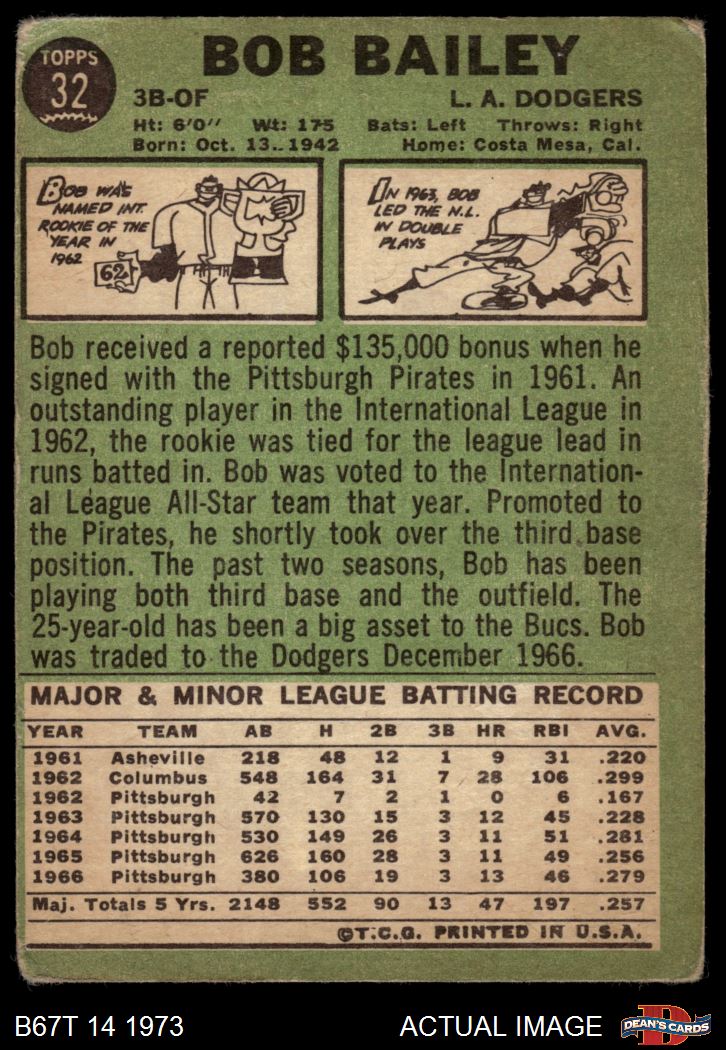 TOPPS
32
BOB BAILEY
3B-OF L. A. DODGERS
Ht: 6'0" Wt: 175 Bats: Left Throws: Right
Born: Oct. 13, 1942 Home: Costa Mesa, Cal.
BOB WAS
NAMED INT.
ROOKIE OF THE
YEAR IN
1962
62
IN 1963, BOB
LED THE N.L.
IN DOUBLE
PLAYS
Bob received a reported $135,000 bonus when he
signed with the Pittsburgh Pirates in 1961. An
outstanding player in the International League in
1962, the rookie was tied for the league lead in
runs batted in. Bob was voted to the Internation-
al League All-Star team that year. Promoted to
the Pirates, he shortly took over the third base
position. The past two seasons, Bob has been
playing both third base and the outfield. The
25-year-old has been a big asset to the Bucs. Bob
was traded to the Dodgers December 1966.
MAJOR & MINOR LEAGUE BATTING RECORD
YEAR TEAM AB H 2B 3B HR RBI AVG.
1961 Asheville 218 48 12 1 9 31 .220
1962 Columbus 548 164 31 7 28 106 .299
1962 Pittsburgh 42 7 2 1 0 6 .167
1963 Pittsburgh 570 130 15 3 12 45 .228
1964 Pittsburgh 530 149 26 3 11 51 .281
1965 Pittsburgh 626 160 28 3 11 49 .256
1966 Pittsburgh 380 106 19 3 13 46 .279
Maj. Totals 5 Yrs. 2148 552 90 13 47 197 .257
©T.C.G. PRINTED IN U.S.A.
B67T 14 1973 ACTUAL IMAGE
D
DEAN'S CARDS